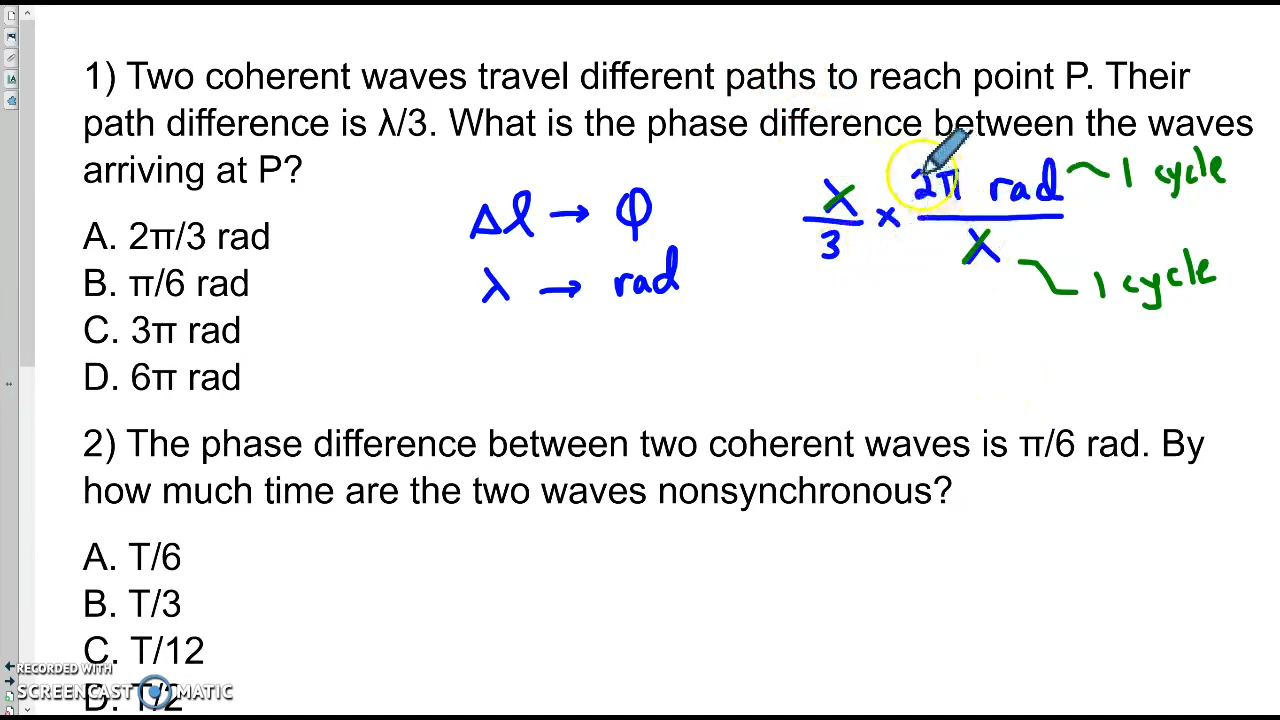 1) Two coherent waves travel different paths to reach point P. Their
path difference is λ/3. What is the phase difference between the waves
arriving at P?
A. 2π/3 rad
B. π/6 rad
C. 3π rad
D. 6π rad
Δl → φ
λ → rad
λ/3 × 2π rad/λ
~ 1 cycle
1 cycle
2) The phase difference between two coherent waves is π/6 rad. By
how much time are the two waves nonsynchronous?
A. T/6
B. T/3
C. T/12
D. T/2
RECORDED WITH
SCREENCAST MATIC